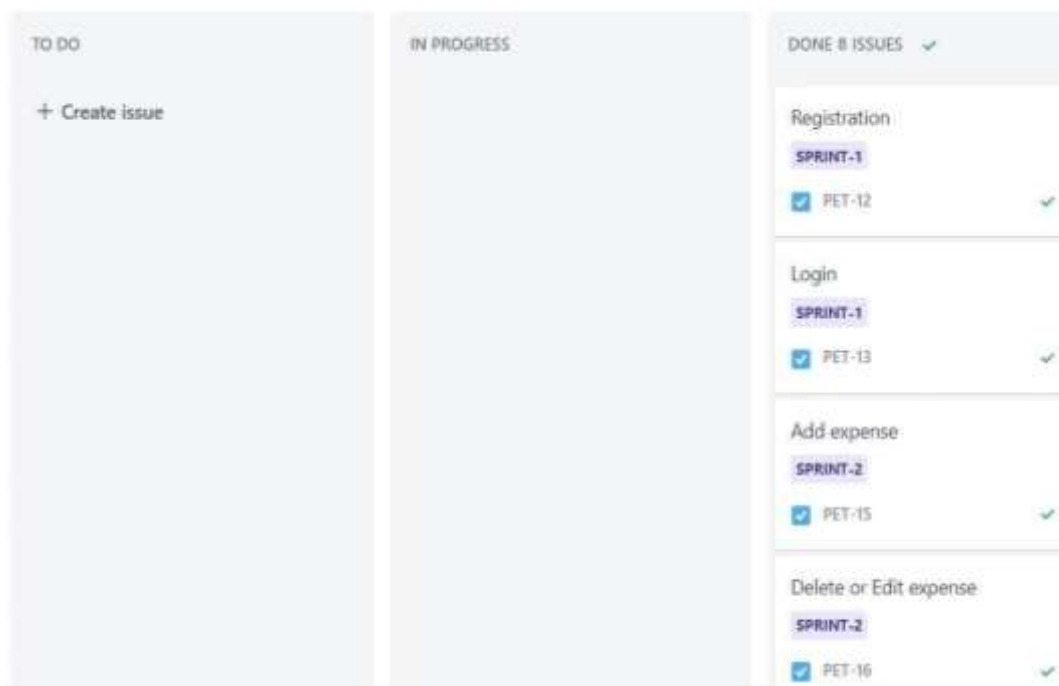 TO DO
+ Create issue
IN PROGRESS
DONE 8 ISSUES
Registration
SPRINT-1
PET-12
Login
SPRINT-1
PET-13
Add expense
SPRINT-2
PET-15
Delete or Edit expense
SPRINT-2
PET-16